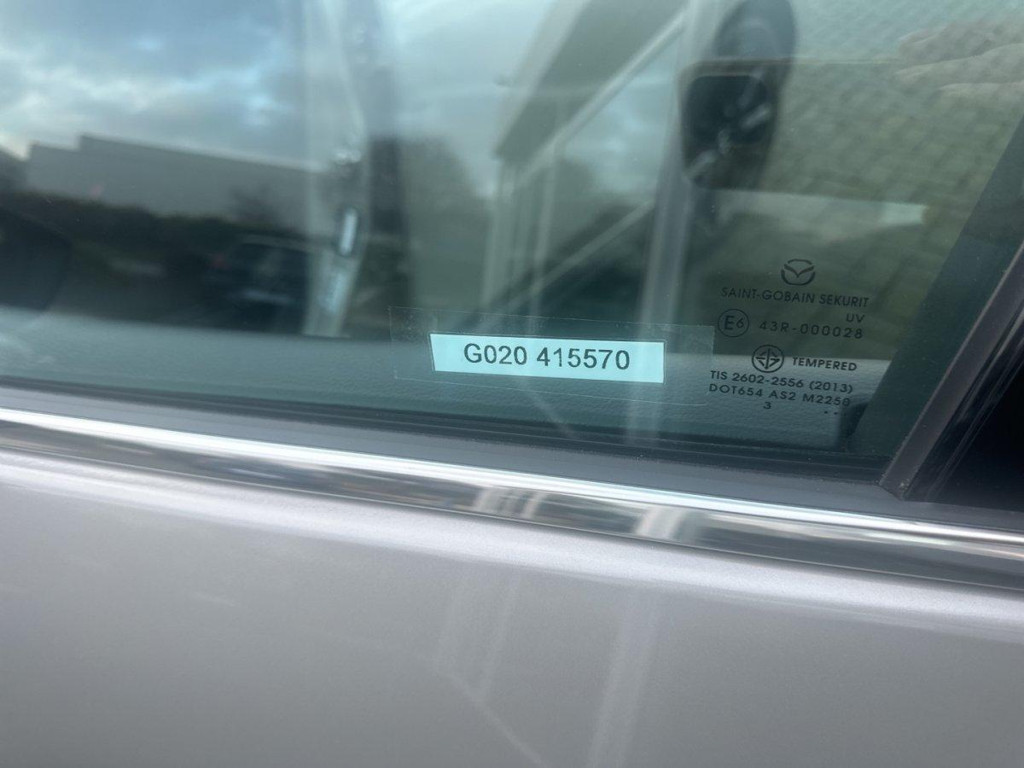 G020 415570
SAINT-GOBAIN SEKURIT
UV
E6 43R-000028
TEMPERED
TIS 2602-2556 (2013)
DOT654 AS2 M2250
3 ..